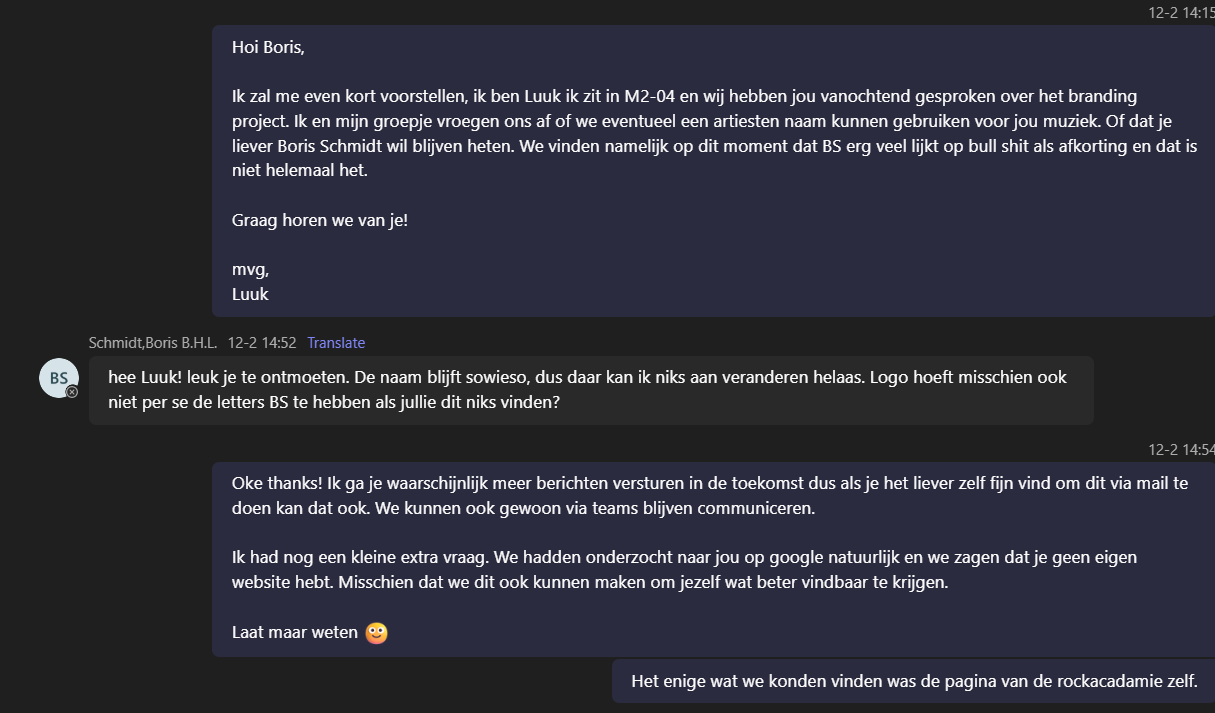 12-2 14:15
Hoi Boris,
Ik zal me even kort voorstellen, ik ben Luuk ik zit in M2-04 en wij hebben jou vanochtend gesproken over het branding
project. Ik en mijn groepje vroegen ons af of we eventueel een artiesten naam kunnen gebruiken voor jou muziek. Of dat je
liever Boris Schmidt wil blijven heten. We vinden namelijk op dit moment dat BS erg veel lijkt op bull shit als afkorting en dat is
niet helemaal het.
Graag horen we van je!
mvg,
Luuk
Schmidt,Boris B.H.L. 12-2 14:52 Translate
BS
hee Luuk! leuk je te ontmoeten. De naam blijft sowieso, dus daar kan ik niks aan veranderen helaas. Logo hoeft misschien ook
niet per se de letters BS te hebben als jullie dit niks vinden?
12-2 14:54
Oke thanks! Ik ga je waarschijnlijk meer berichten versturen in de toekomst dus als je het liever zelf fijn vind om dit via mail te
doen kan dat ook. We kunnen ook gewoon via teams blijven communiceren.
Ik had nog een kleine extra vraag. We hadden onderzocht naar jou op google natuurlijk en we zagen dat je geen eigen
website hebt. Misschien dat we dit ook kunnen maken om jezelf wat beter vindbaar te krijgen.
Laat maar weten
Het enige wat we konden vinden was de pagina van de rockacadamie zelf.